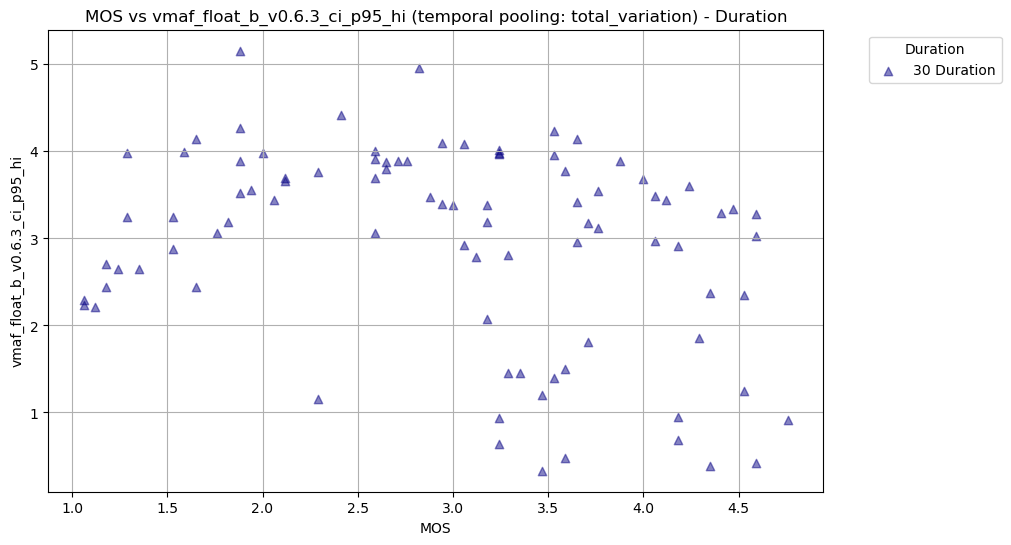 MOS vs vmaf_float_b_v0.6.3_ci_p95_hi (temporal pooling: total_variation) - Duration
Duration
30 Duration
vmaf_float_b_v0.6.3_ci_p95_hi
5
4
3
2
1
1.0 1.5 2.0 2.5 3.0 3.5 4.0 4.5
MOS